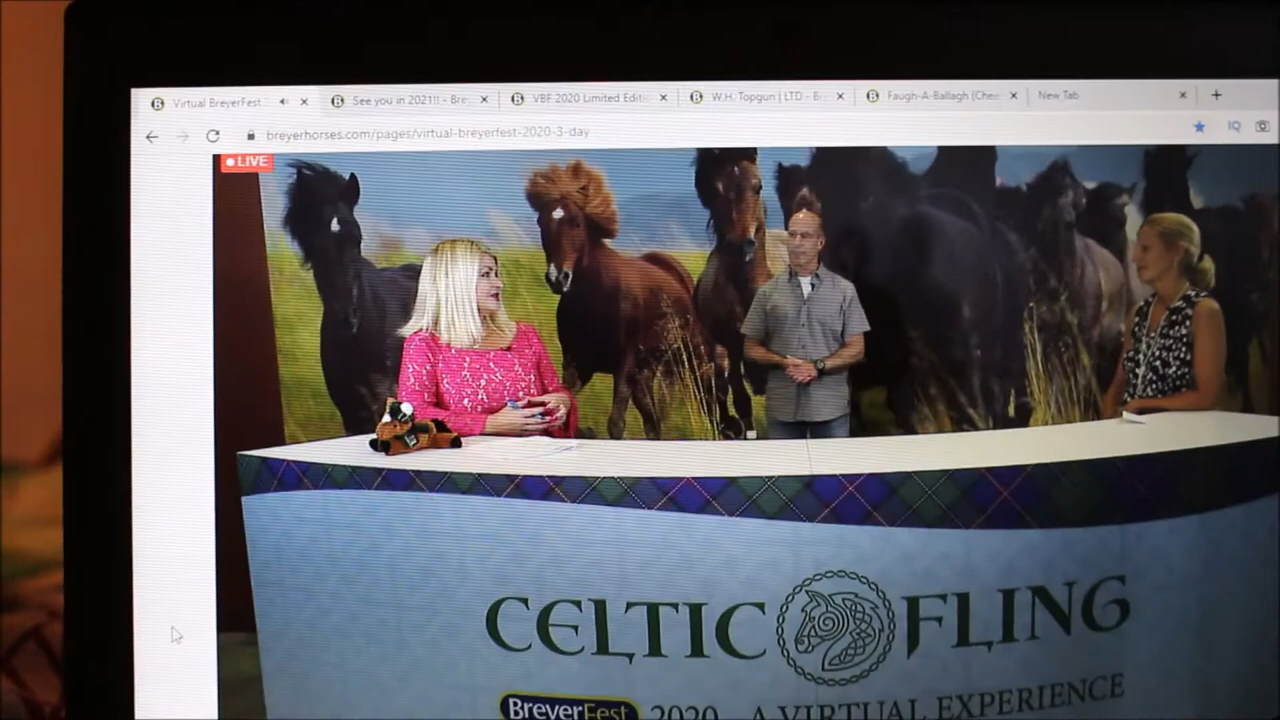 Virtual BreyerFest
See you in 2021!! - Bre
VBF 2020 Limited Editi
W.H. Topgun | LTD - Br
Faugh-A-Ballagh (Che
New Tab
breyerhorses.com/pages/virtual-breyerfest-2020-3-day
IQ
LIVE
CELTIC FLING
BreyerFest 2020 A VIRTUAL EXPERIENCE